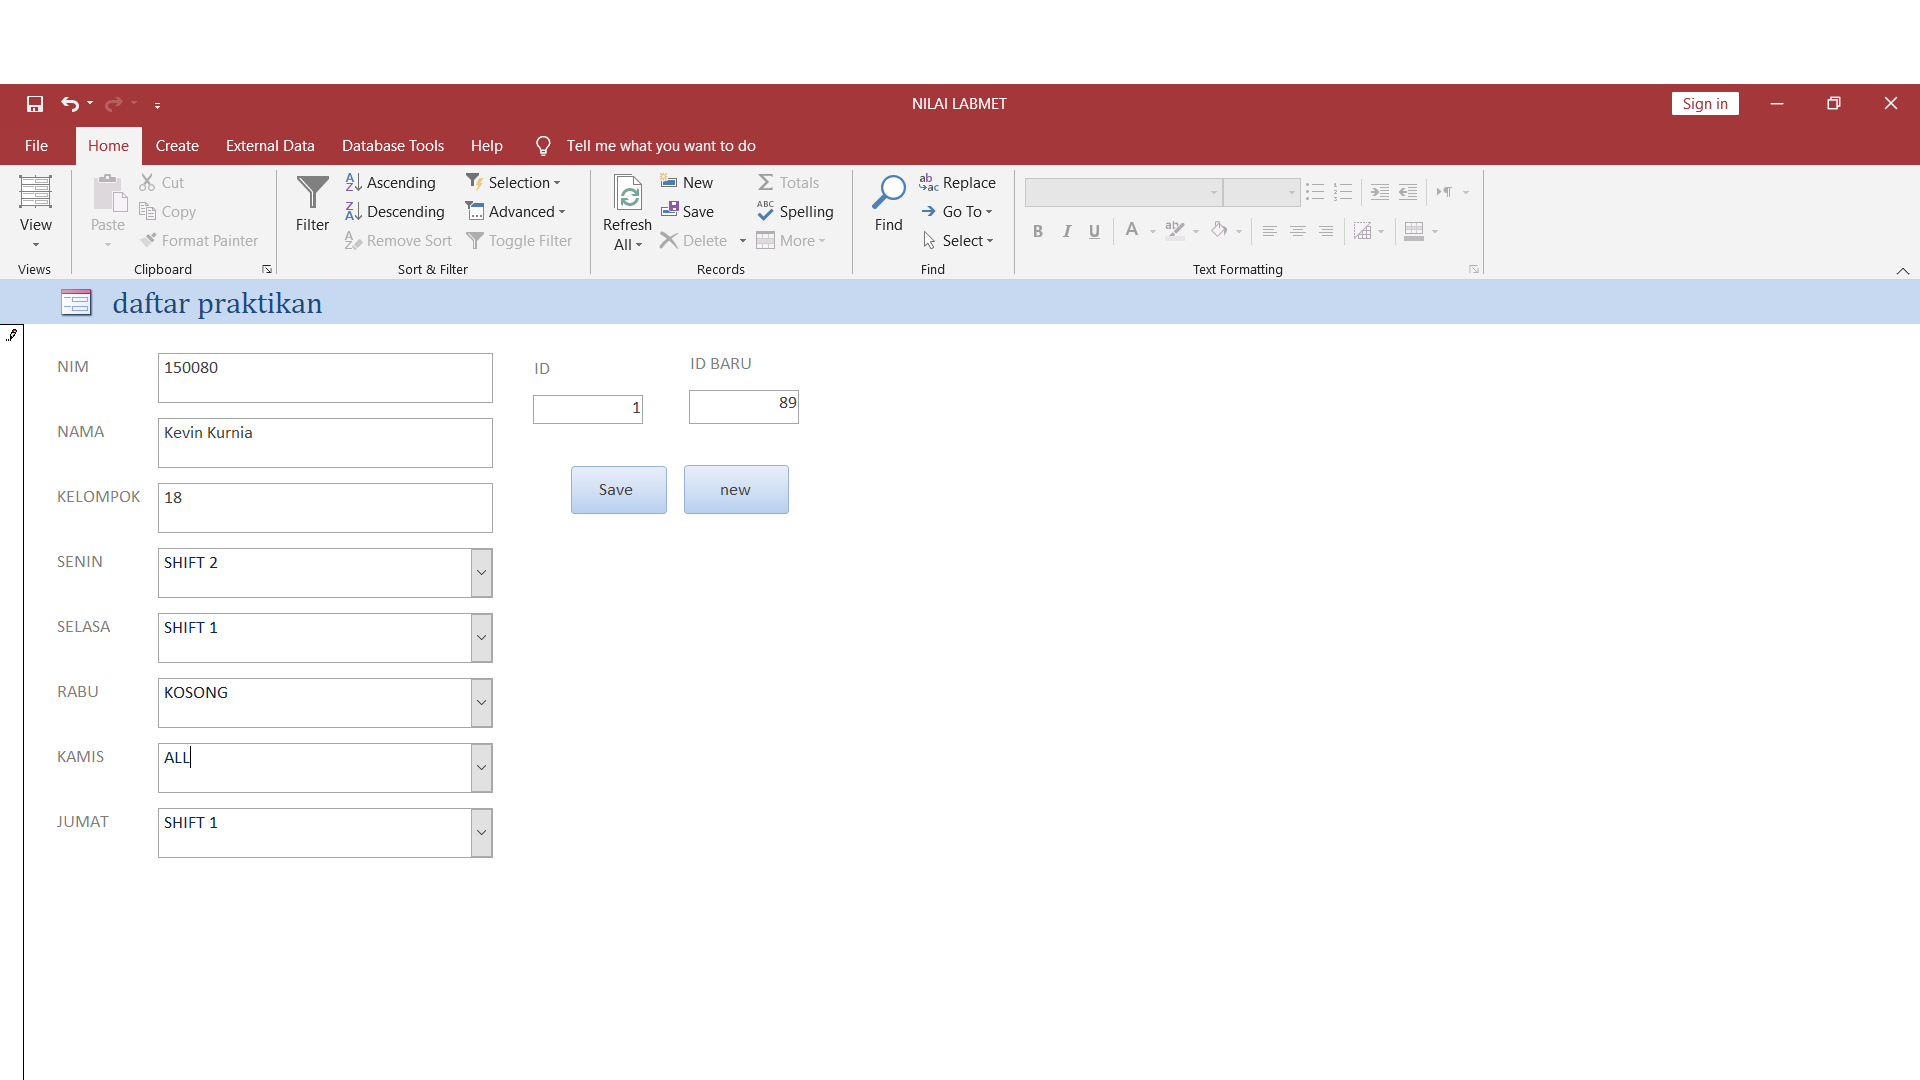 NILAI LABMET
Sign in
File Home Create External Data Database Tools Help Tell me what you want to do
View
Views
Paste
Cut
Copy
Format Painter
Clipboard
Filter
Ascending
Descending
Remove Sort
Selection
Advanced
Toggle Filter
Sort & Filter
Refresh
All
New
Save
Delete
Totals
Spelling
More
Records
Find
Replace
Go To
Select
Find
B I U A
Text Formatting
daftar praktikan
NIM 150080
ID
1
ID BARU
89
NAMA Kevin Kurnia
Save new
KELOMPOK 18
SENIN SHIFT 2
SELASA SHIFT 1
RABU KOSONG
KAMIS ALL
JUMAT SHIFT 1